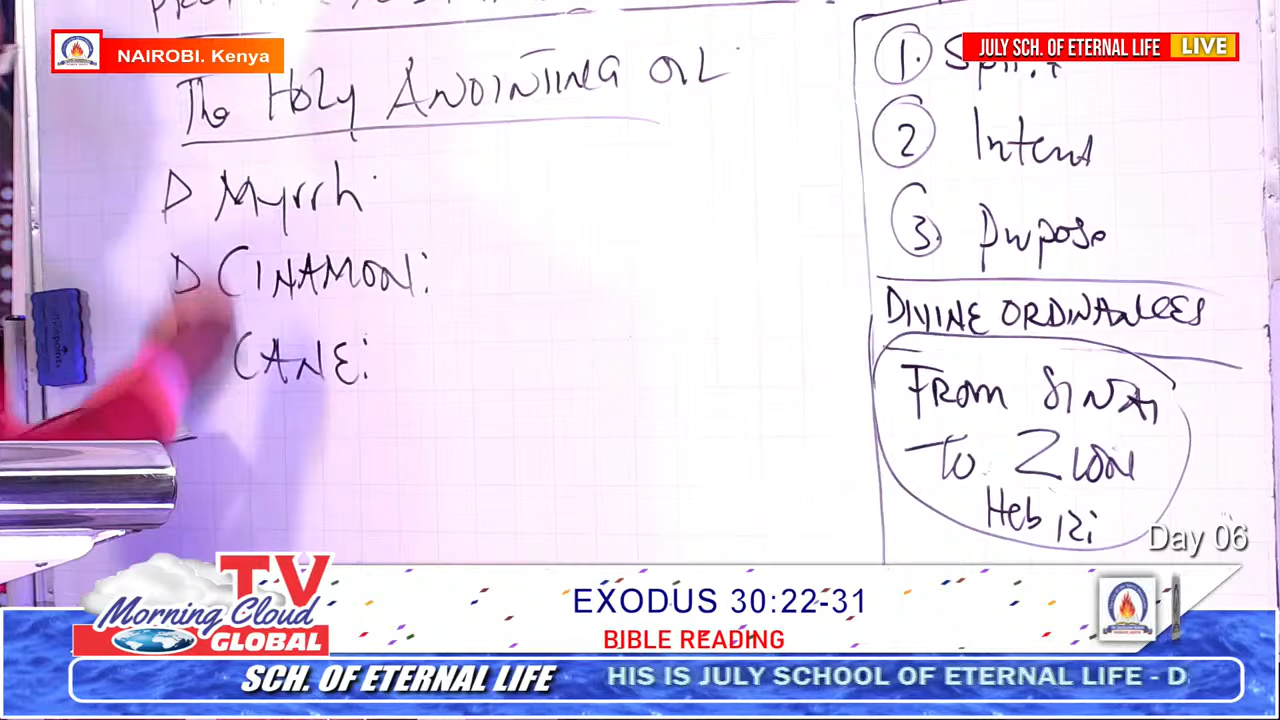 NAIROBI. Kenya
The Holy ANOINTING OIL
D Myrrh
D CINAMON:
CANE:
JULY SCH. OF ETERNAL LIFE LIVE
1. Spirit
2 Intent
3. Purpose
DIVINE ORDINANCES
FROM SINAI
TO ZION
Heb 12:
Day 06
TV
Morning Cloud
GLOBAL
EXODUS 30:22-31
BIBLE READING
SCH. OF ETERNAL LIFE
HIS IS JULY SCHOOL OF ETERNAL LIFE - D